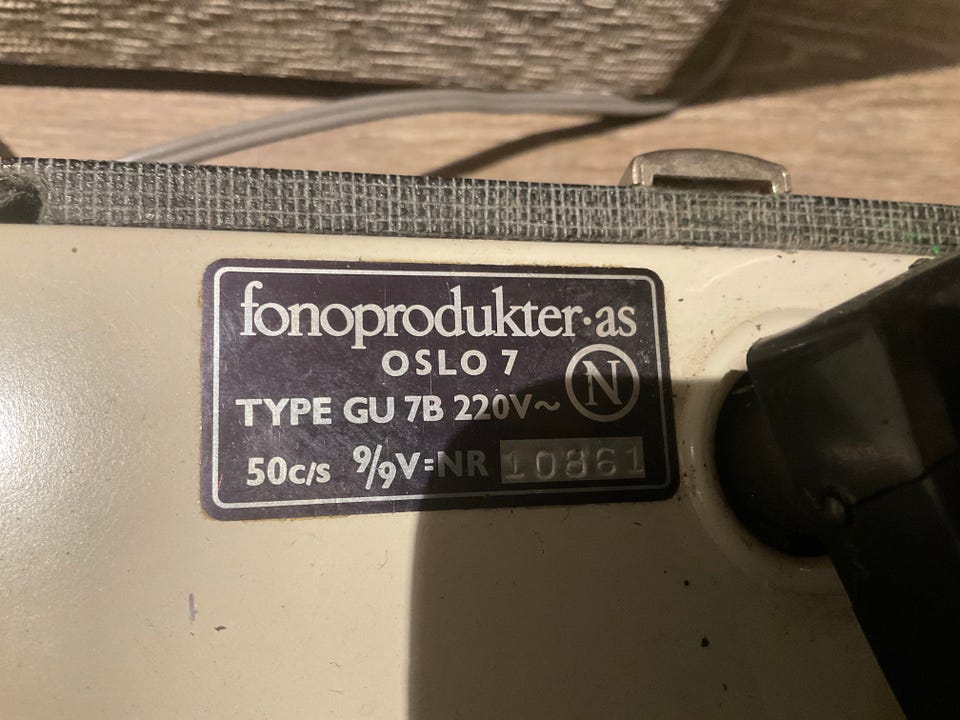 fonoprodukter·as
OSLO 7
N
TYPE GU 7B 220V~
50c/s 9/9V= NR 10861